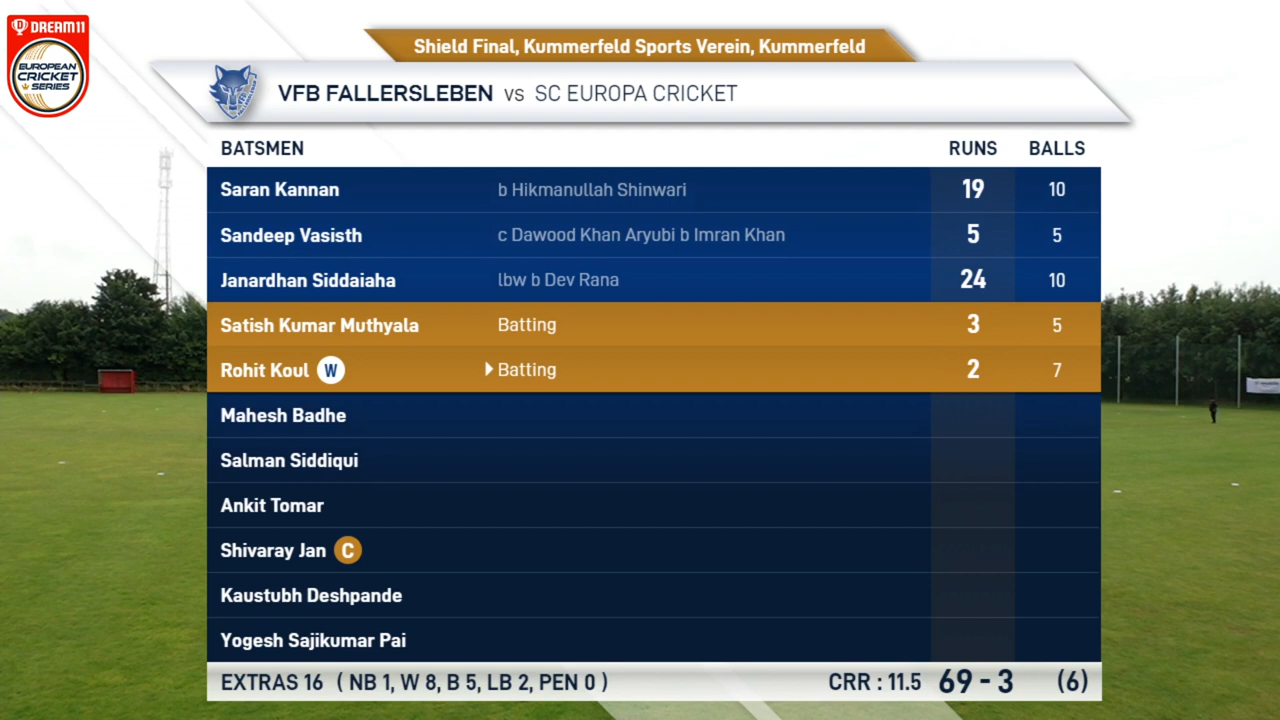 DREAM11
EUROPEAN
CRICKET
SERIES
Shield Final, Kummerfeld Sports Verein, Kummerfeld
VFB FALLERSLEBEN vs SC EUROPA CRICKET
BATSMEN RUNS BALLS
Saran Kannan b Hikmanullah Shinwari 19 10
Sandeep Vasisth c Dawood Khan Aryubi b Imran Khan 5 5
Janardhan Siddaiaha lbw b Dev Rana 24 10
Satish Kumar Muthyala Batting 3 5
Rohit Koul W Batting 2 7
Mahesh Badhe
Salman Siddiqui
Ankit Tomar
Shivaray Jan C
Kaustubh Deshpande
Yogesh Sajikumar Pai
EXTRAS 16 ( NB 1, W 8, B 5, LB 2, PEN 0 ) CRR : 11.5 69 - 3 (6)